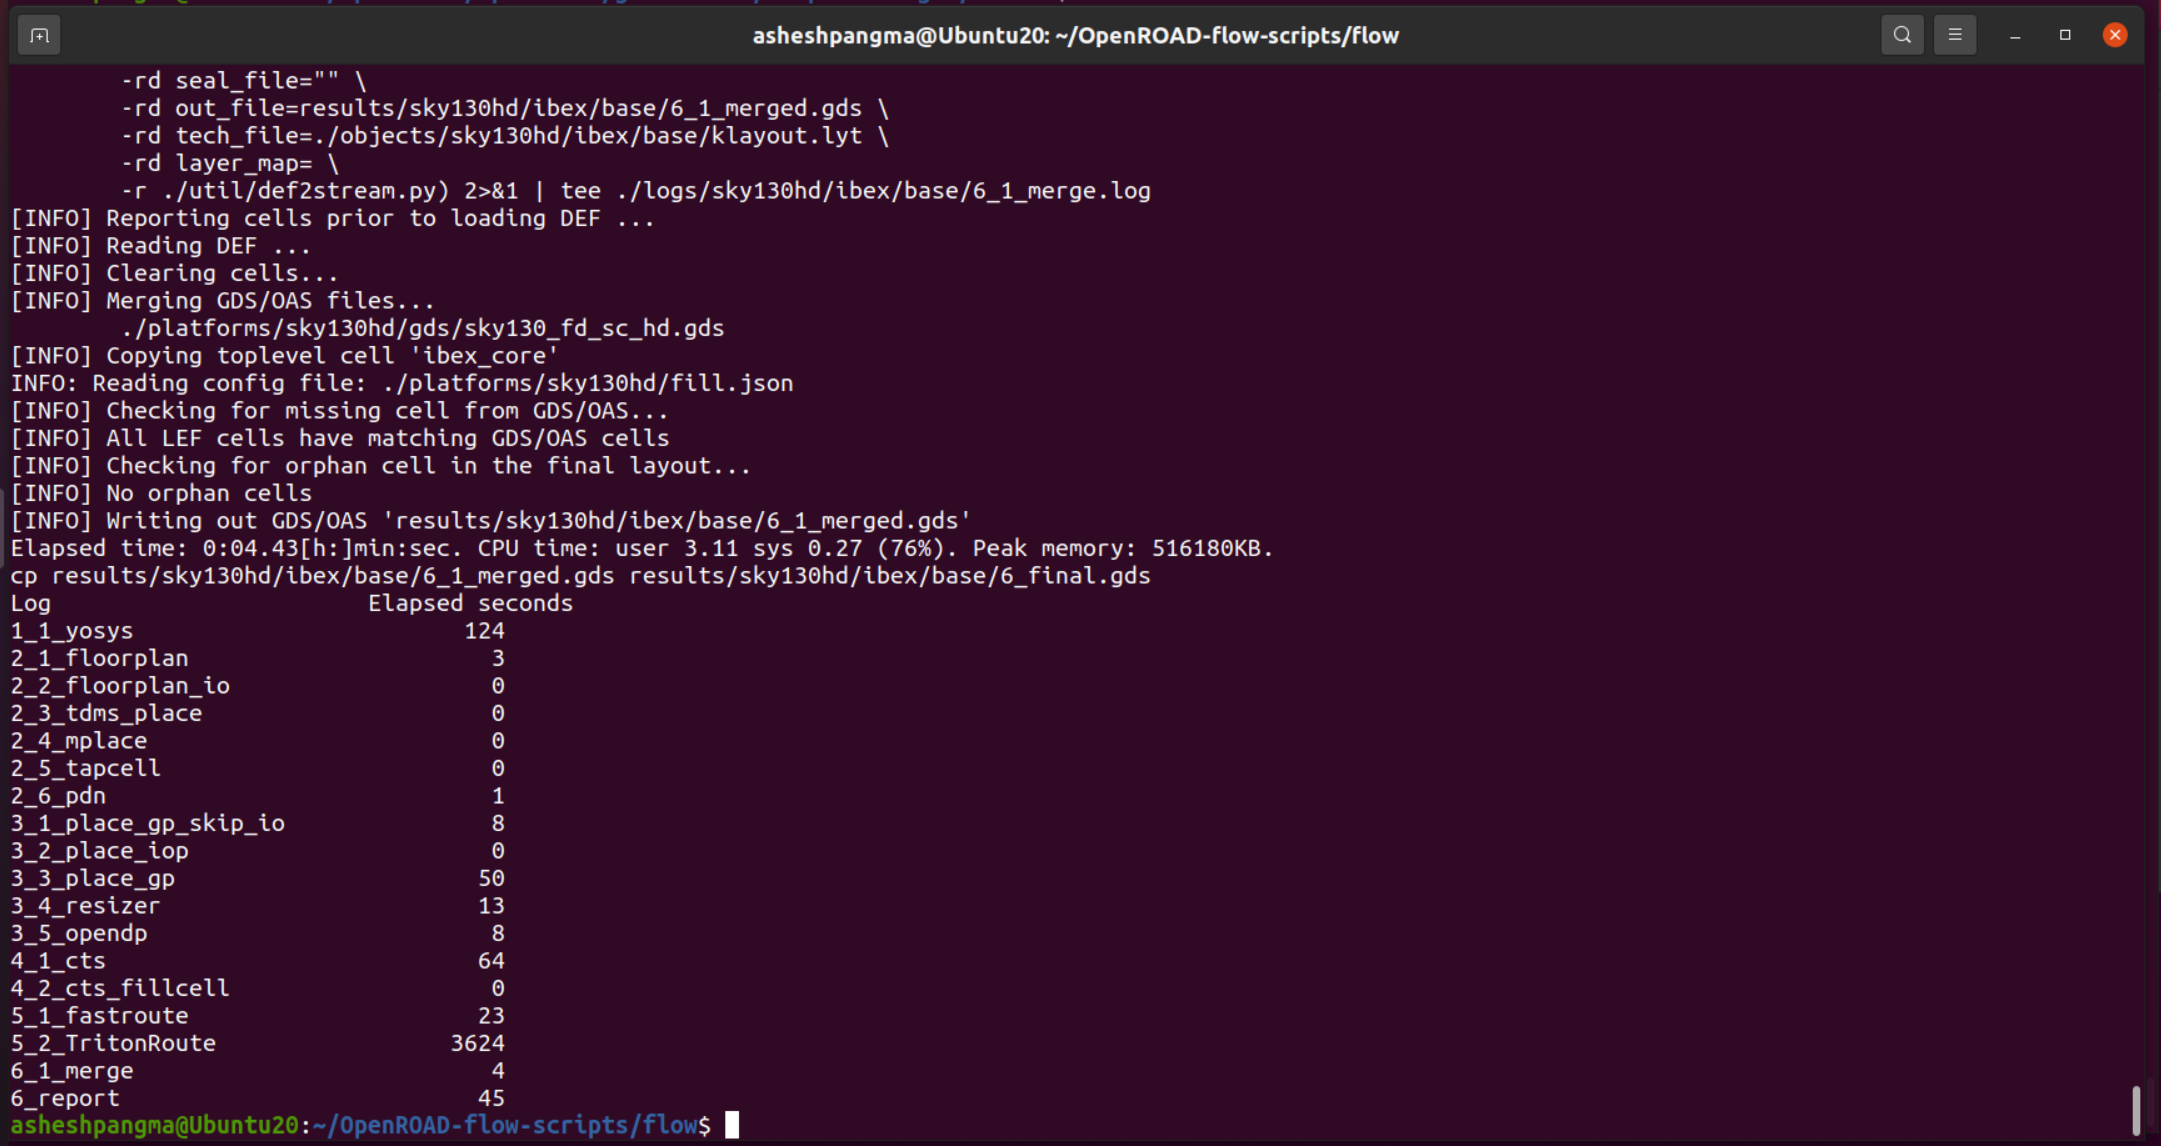 asheshpangma@Ubuntu20: ~/OpenROAD-flow-scripts/flow
-rd seal_file="" \
-rd out_file=results/sky130hd/ibex/base/6_1_merged.gds \
-rd tech_file=./objects/sky130hd/ibex/base/klayout.lyt \
-rd layer_map= \
-r ./util/def2stream.py) 2>&1 | tee ./logs/sky130hd/ibex/base/6_1_merge.log
[INFO] Reporting cells prior to loading DEF ...
[INFO] Reading DEF ...
[INFO] Clearing cells...
[INFO] Merging GDS/OAS files...
./platforms/sky130hd/gds/sky130_fd_sc_hd.gds
[INFO] Copying toplevel cell 'ibex_core'
INFO: Reading config file: ./platforms/sky130hd/fill.json
[INFO] Checking for missing cell from GDS/OAS...
[INFO] All LEF cells have matching GDS/OAS cells
[INFO] Checking for orphan cell in the final layout...
[INFO] No orphan cells
[INFO] Writing out GDS/OAS 'results/sky130hd/ibex/base/6_1_merged.gds'
Elapsed time: 0:04.43[h:]min:sec. CPU time: user 3.11 sys 0.27 (76%). Peak memory: 516180KB.
cp results/sky130hd/ibex/base/6_1_merged.gds results/sky130hd/ibex/base/6_final.gds
Log                       Elapsed seconds
1_1_yosys                        124
2_1_floorplan                      3
2_2_floorplan_io                   0
2_3_tdms_place                     0
2_4_mplace                         0
2_5_tapcell                        0
2_6_pdn                            1
3_1_place_gp_skip_io               8
3_2_place_iop                      0
3_3_place_gp                      50
3_4_resizer                       13
3_5_opendp                         8
4_1_cts                           64
4_2_cts_fillcell                   0
5_1_fastroute                     23
5_2_TritonRoute                 3624
6_1_merge                          4
6_report                          45
asheshpangma@Ubuntu20:~/OpenROAD-flow-scripts/flow$